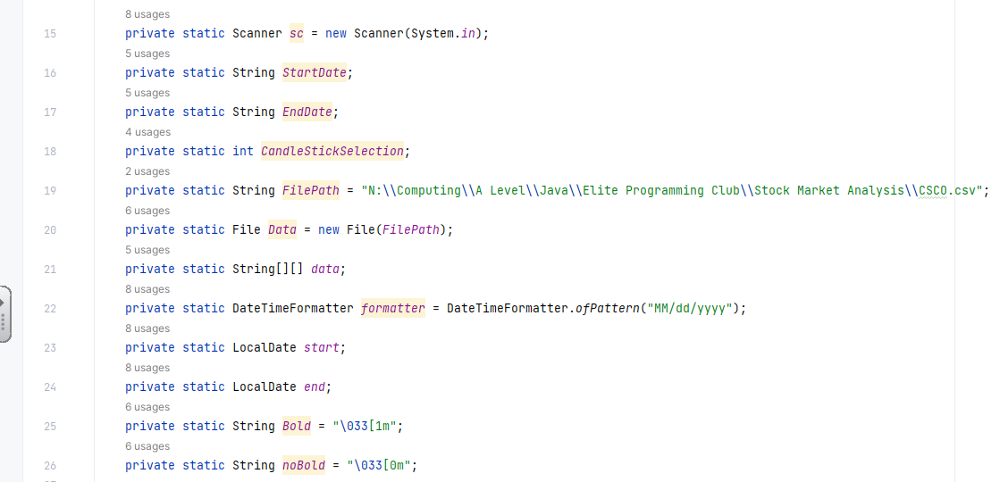 8 usages
15 private static Scanner sc = new Scanner(System.in);
5 usages
16 private static String StartDate;
5 usages
17 private static String EndDate;
4 usages
18 private static int CandleStickSelection;
2 usages
19 private static String FilePath = "N:\\Computing\\A Level\\Java\\Elite Programming Club\\Stock Market Analysis\\CSCO.csv";
6 usages
20 private static File Data = new File(FilePath);
5 usages
21 private static String[][] data;
8 usages
22 private static DateTimeFormatter formatter = DateTimeFormatter.ofPattern("MM/dd/yyyy");
8 usages
23 private static LocalDate start;
8 usages
24 private static LocalDate end;
6 usages
25 private static String Bold = "\033[1m";
6 usages
26 private static String noBold = "\033[0m";